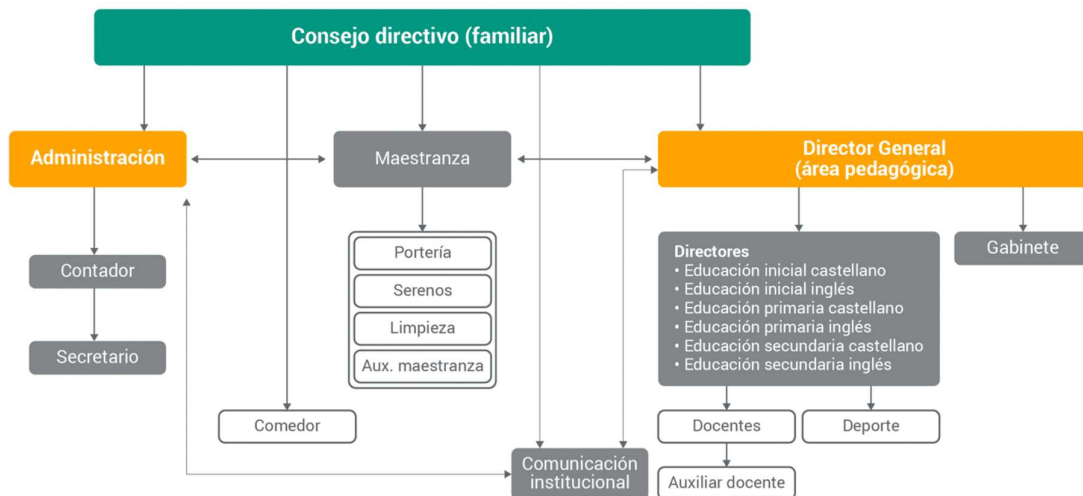 Consejo directivo (familiar)
Administración
Maestranza
Director General
(área pedagógica)
Contador
Secretario
Portería
Serenos
Limpieza
Aux. maestranza
Directores
• Educación inicial castellano
• Educación inicial inglés
• Educación primaria castellano
• Educación primaria inglés
• Educación secundaria castellano
• Educación secundaria inglés
Gabinete
Comedor
Docentes
Deporte
Comunicación
institucional
Auxiliar docente